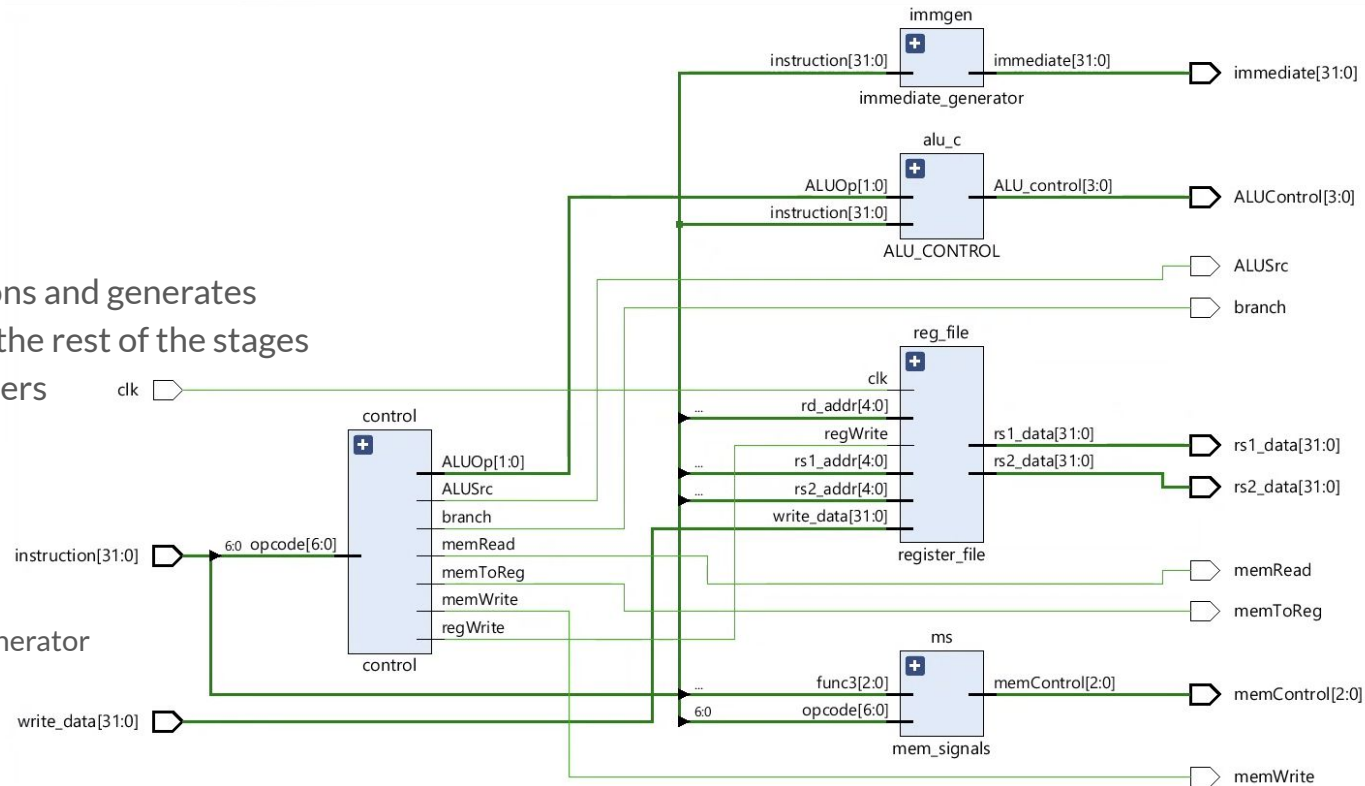 ons and generates
the rest of the stages
ers
nerator
clk
instruction[31:0]
write_data[31:0]
control
6:0 opcode[6:0]
ALUOp[1:0]
ALUSrc
branch
memRead
memToReg
memWrite
regWrite
control
immgen
instruction[31:0]
immediate[31:0]
immediate_generator
alu_c
ALUOp[1:0]
instruction[31:0]
ALU_control[3:0]
ALU_CONTROL
reg_file
clk
... rd_addr[4:0]
regWrite
... rs1_addr[4:0]
... rs2_addr[4:0]
write_data[31:0]
rs1_data[31:0]
rs2_data[31:0]
register_file
ms
... func3[2:0]
6:0 opcode[6:0]
memControl[2:0]
mem_signals
immediate[31:0]
ALUControl[3:0]
ALUSrc
branch
rs1_data[31:0]
rs2_data[31:0]
memRead
memToReg
memControl[2:0]
memWrite